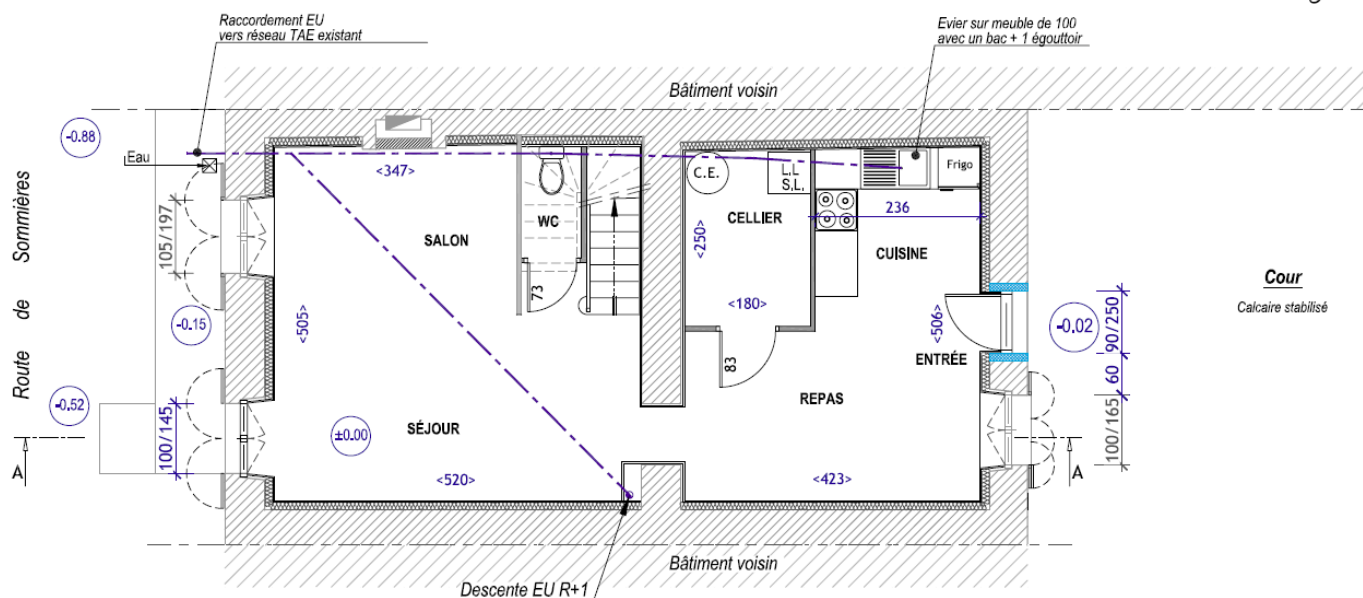 Raccordement EU
vers réseau TAE existant
Evier sur meuble de 100
avec un bac + 1 égouttoir
Bâtiment voisin
-0.88
Eau
<347>
C.E.
L.L
S.L.
Frigo
Route de Sommières
105/197
SALON
WC
CELLIER
236
<250>
CUISINE
73
<180>
Cour
Calcaire stabilisé
-0.15
<505>
<506>
-0.02
90/250
ENTRÉE
83
60
-0.52
100/145
SÉJOUR
±0.00
REPAS
100/165
A
A
<520>
<423>
Bâtiment voisin
Descente EU R+1